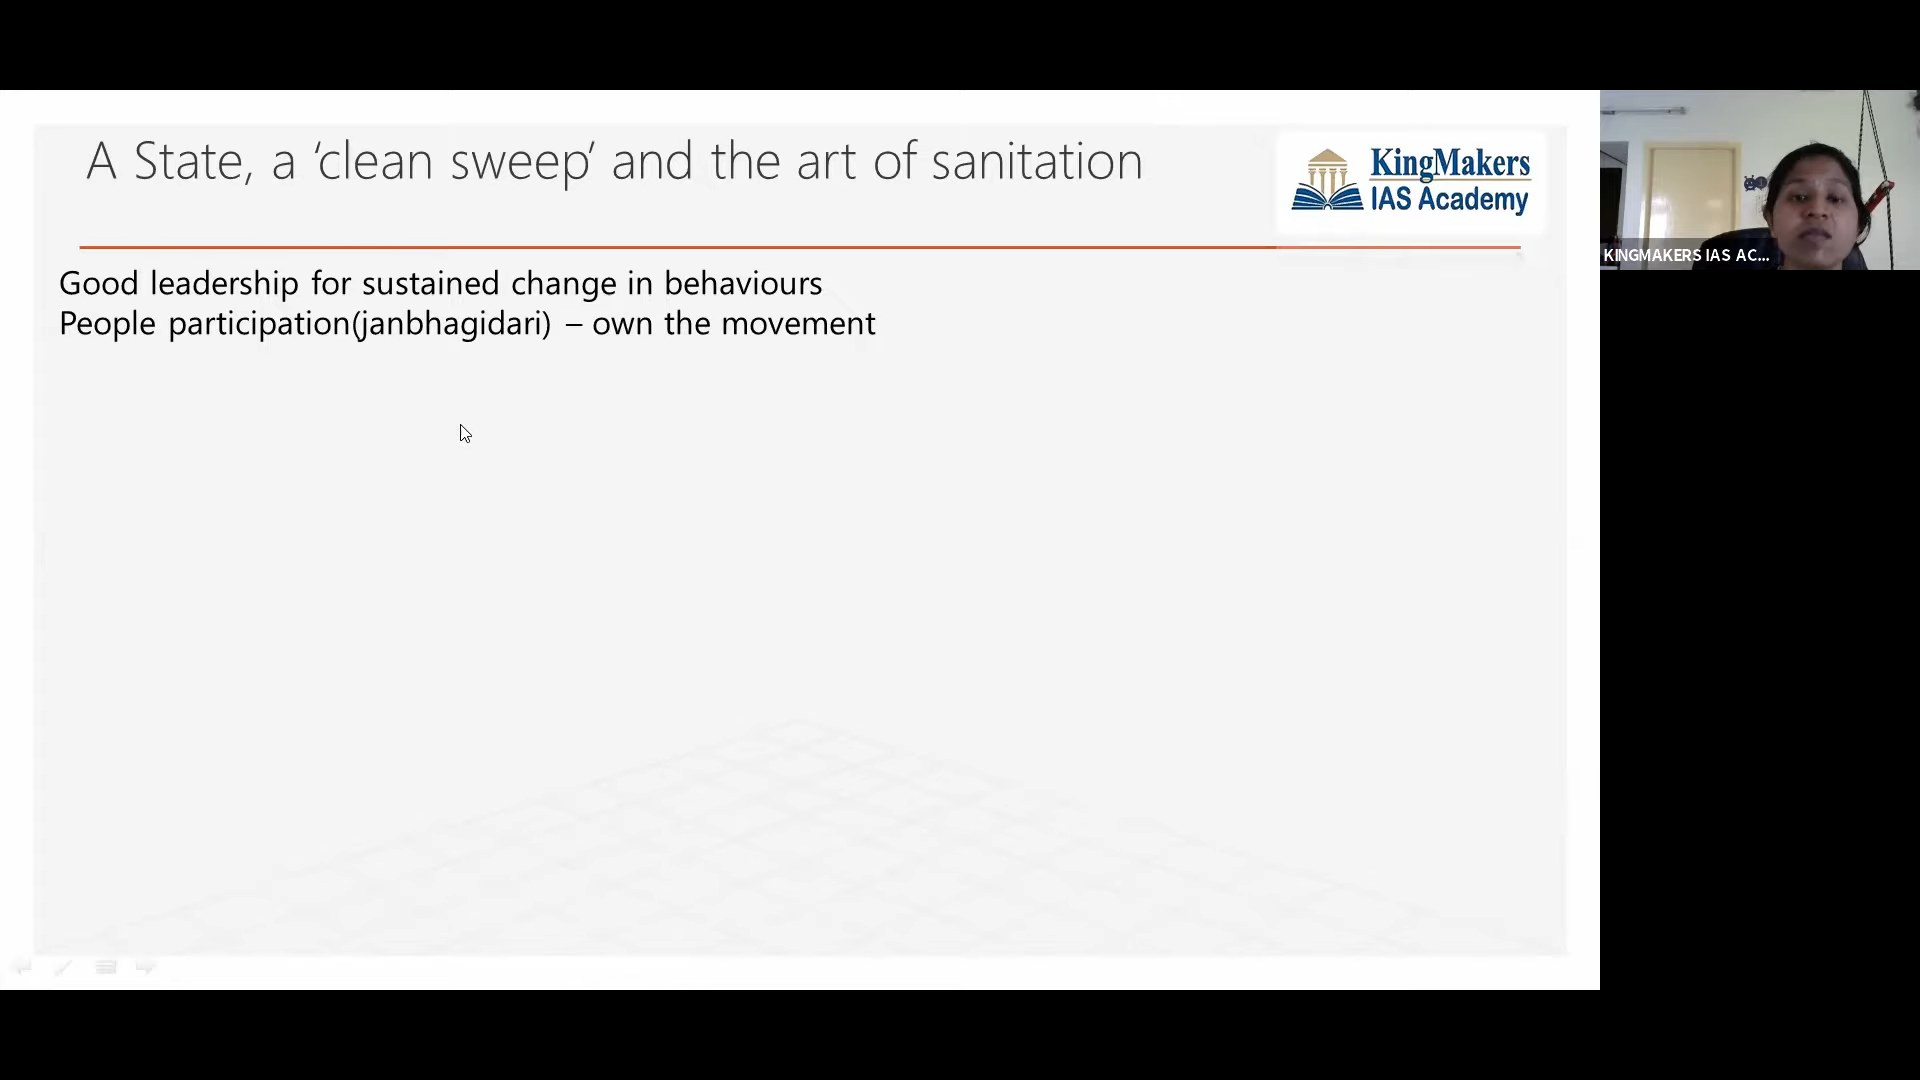 A State, a ‘clean sweep’ and the art of sanitation
KingMakers
IAS Academy
Good leadership for sustained change in behaviours
People participation(janbhagidari) – own the movement
KINGMAKERS IAS AC...